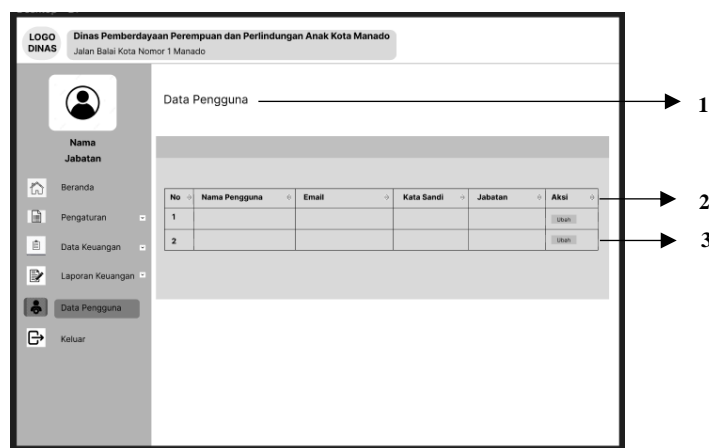 LOGO DINAS
Dinas Pemberdayaan Perempuan dan Perlindungan Anak Kota Manado
Jalan Balai Kota Nomor 1 Manado
Nama
Jabatan
Beranda
Pengaturan
Data Keuangan
Laporan Keuangan
Data Pengguna
Keluar
Data Pengguna
1
No Nama Pengguna Email Kata Sandi Jabatan Aksi
2
1 Ubah
2 Ubah
3